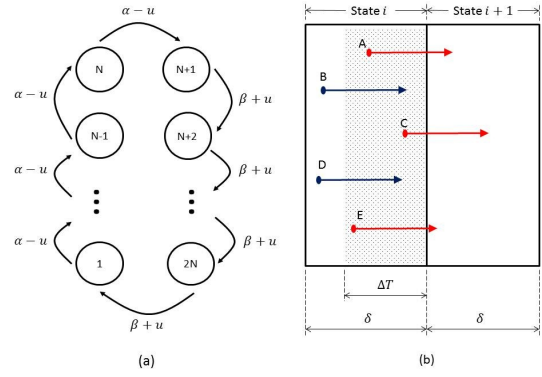 α − u
State i
State i + 1
A
N
N+1
α − u
β + u
B
N-1
N+2
C
α − u
β + u
D
E
α − u
β + u
1
2N
ΔT
β + u
δ
δ
(a)
(b)